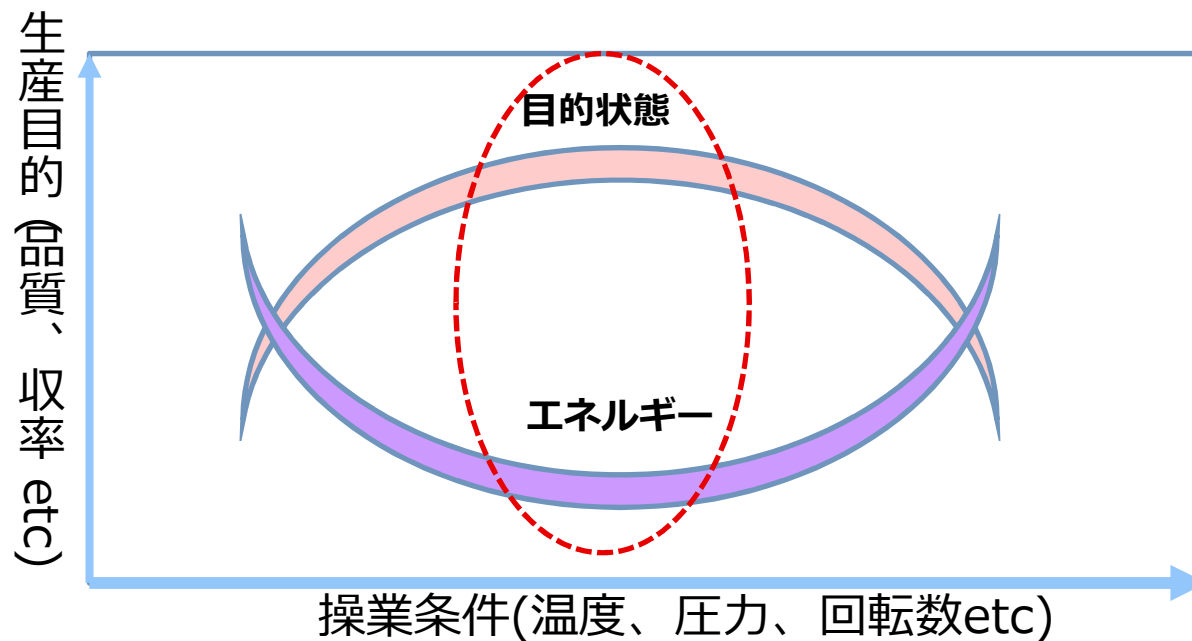 生産目的(品質、収率 etc)
目的状態
エネルギー
操業条件(温度、圧力、回転数etc)